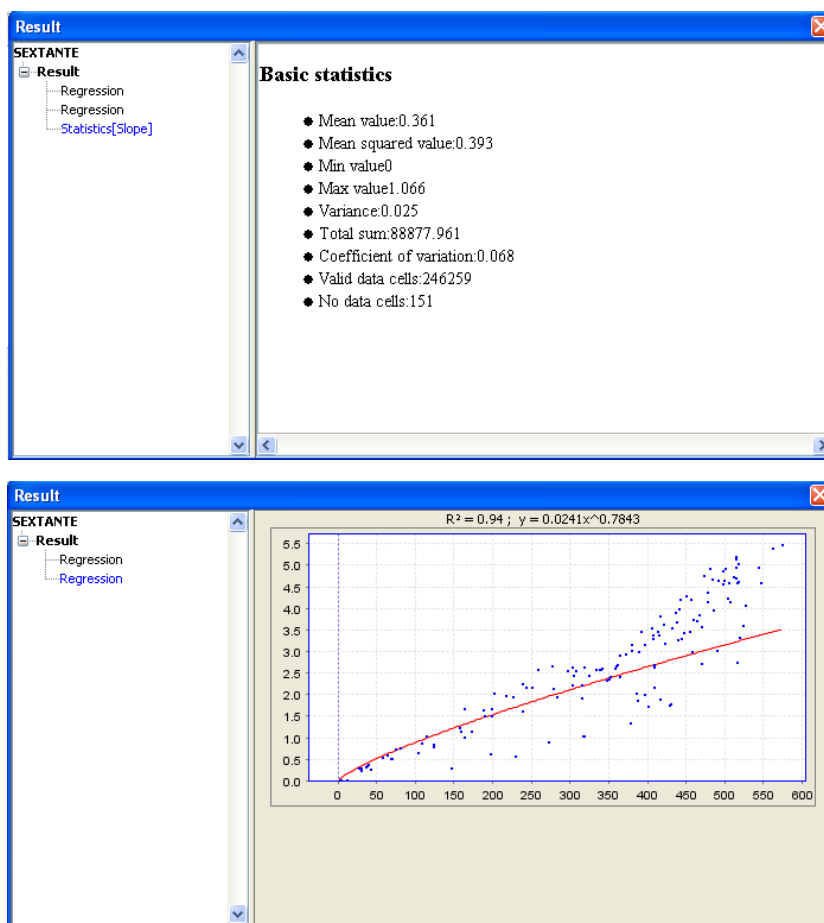 Result
SEXTANTE
Result
Regression
Regression
Statistics[Slope]
Basic statistics
Mean value:0.361
Mean squared value:0.393
Min value0
Max value1.066
Variance:0.025
Total sum:88877.961
Coefficient of variation:0.068
Valid data cells:246259
No data cells:151
Result
SEXTANTE
Result
Regression
Regression
R² = 0.94 ; y = 0.0241x^0.7843
5.5
5.0
4.5
4.0
3.5
3.0
2.5
2.0
1.5
1.0
0.5
0.0
0 50 100 150 200 250 300 350 400 450 500 550 600